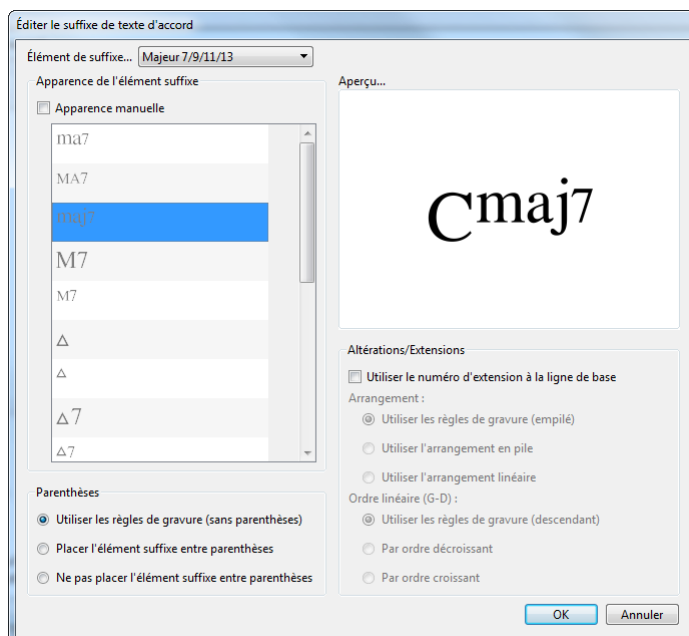 Éditer le suffixe de texte d'accord
Élément de suffixe... Majeur 7/9/11/13
Apparence de l'élément suffixe
Apparence manuelle
ma7
MA7
maj7
M7
M7
△
△
△7
△7
Parenthèses
Utiliser les règles de gravure (sans parenthèses)
Placer l'élément suffixe entre parenthèses
Ne pas placer l'élément suffixe entre parenthèses
Aperçu...
Cmaj7
Altérations/Extensions
Utiliser le numéro d'extension à la ligne de base
Arrangement :
Utiliser les règles de gravure (empilé)
Utiliser l'arrangement en pile
Utiliser l'arrangement linéaire
Ordre linéaire (G-D) :
Utiliser les règles de gravure (descendant)
Par ordre décroissant
Par ordre croissant
OK Annuler